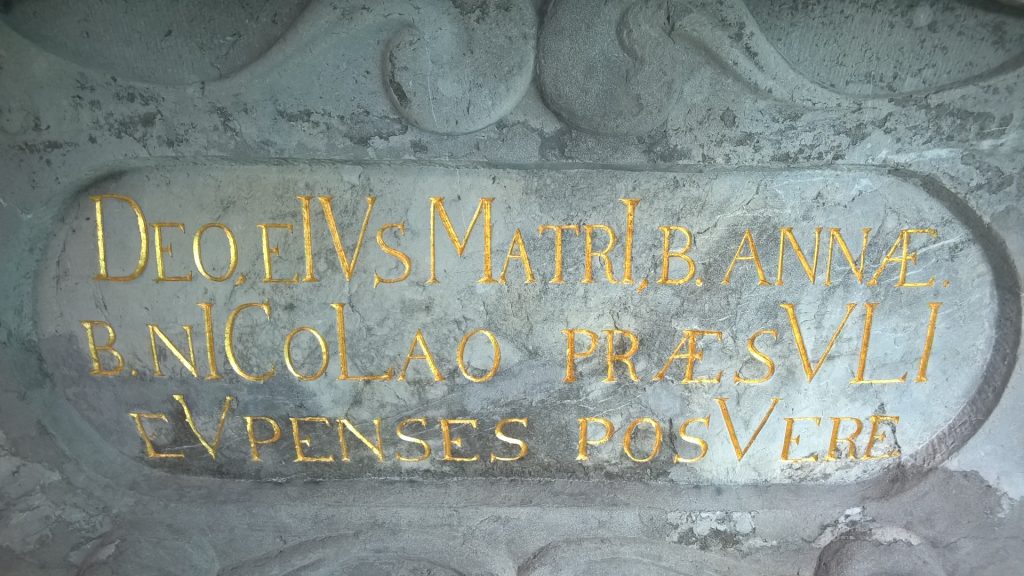 DEO, EIVS MATRI, B. ANNÆ.
B. NICOLAO PRÆSVLI
EVPENSES POSVERE